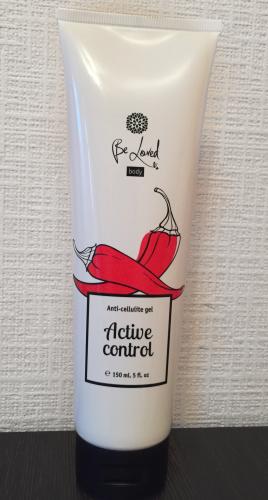 Be Loved
body
Anti-cellulite gel
Active
control
℮ 150 ml. 5 fl. oz